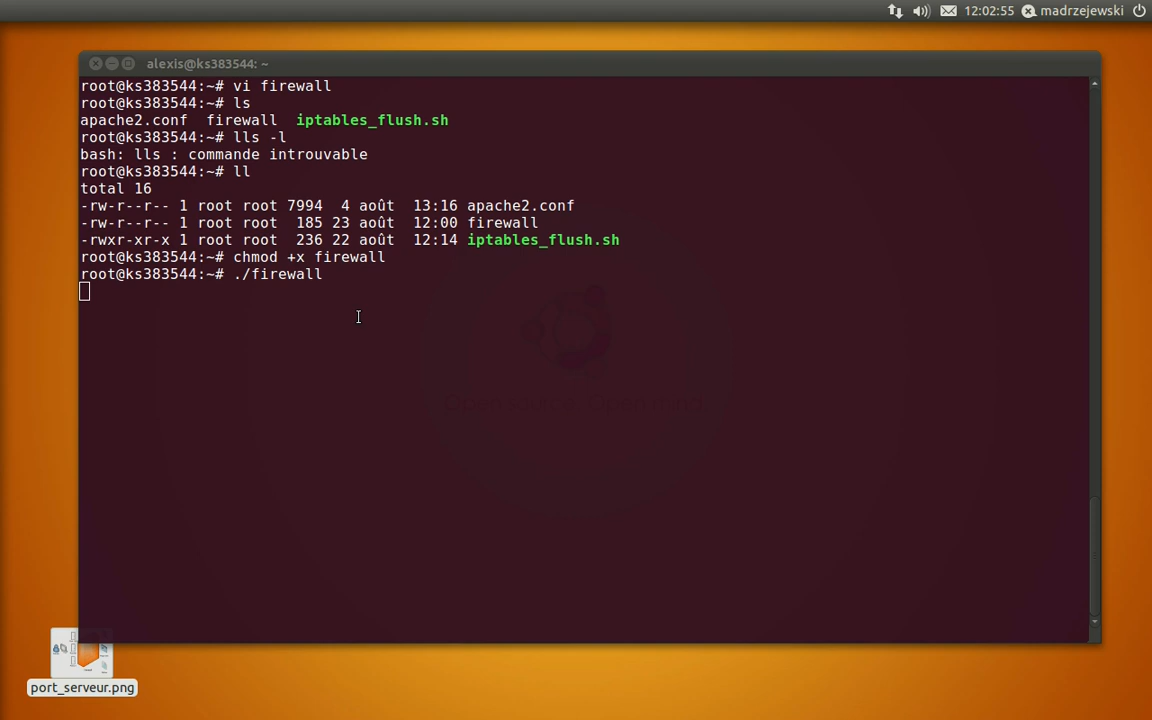 12:02:55 madrzejewski
alexis@ks383544: ~
root@ks383544:~# vi firewall
root@ks383544:~# ls
apache2.conf  firewall  iptables_flush.sh
root@ks383544:~# lls -l
bash: lls : commande introuvable
root@ks383544:~# ll
total 16
-rw-r--r-- 1 root root 7994  4 août  13:16 apache2.conf
-rw-r--r-- 1 root root  185 23 août  12:00 firewall
-rwxr-xr-x 1 root root  236 22 août  12:14 iptables_flush.sh
root@ks383544:~# chmod +x firewall
root@ks383544:~# ./firewall
port_serveur.png